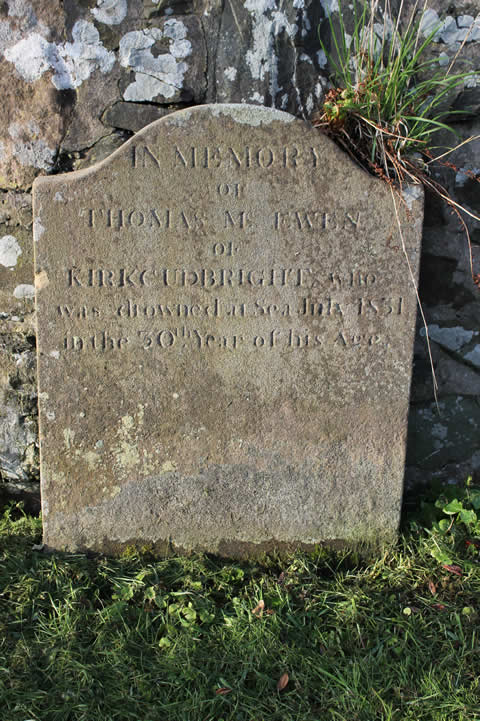 IN MEMORY
OF
THOMAS Mc EWEN
OF
KIRKCUDBRIGHT, who
was drowned at Sea July 1831
in the 30th Year of his Age.